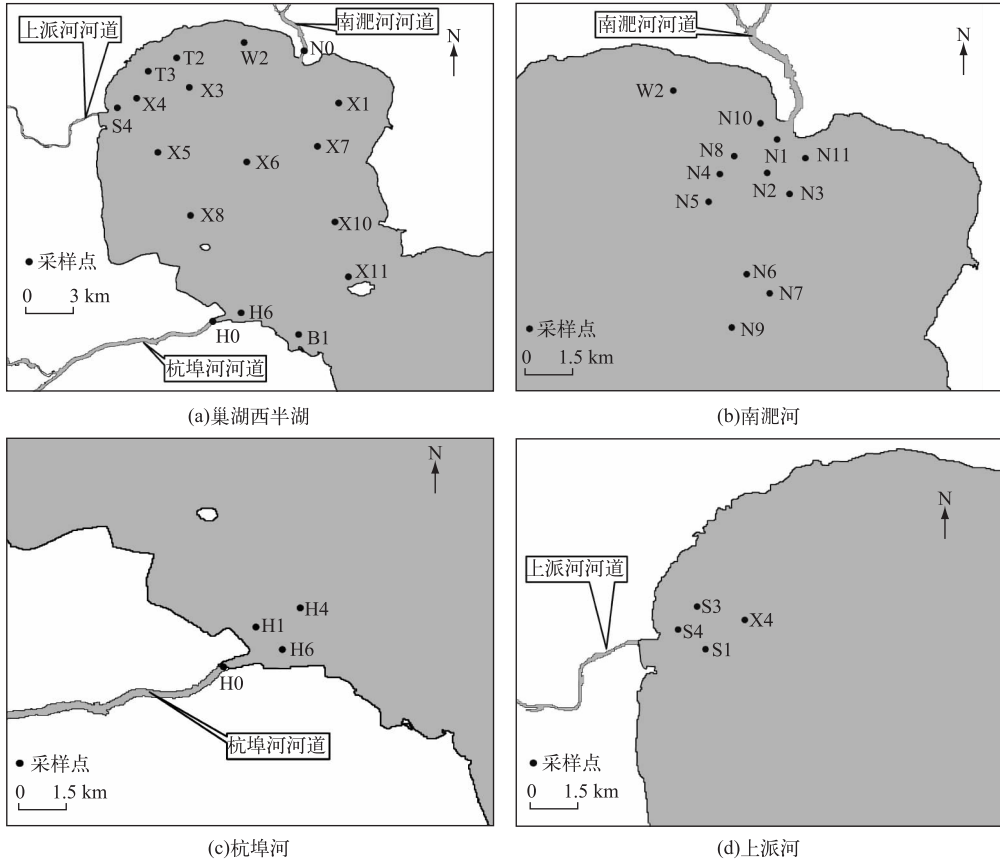 上派河河道
南淝河河道
N
N0
W2
T2
T3
X3
X4
S4
X1
X7
X5
X6
X8
X10
采样点
X11
0 3 km
H6
H0
B1
杭埠河河道
(a)巢湖西半湖
南淝河河道
N
W2
N10
N1
N11
N8
N4
N2
N3
N5
N6
N7
N9
采样点
0 1.5 km
(b)南淝河
N
H4
H1
H6
H0
杭埠河河道
采样点
0 1.5 km
(c)杭埠河
N
上派河河道
S3
X4
S4
S1
采样点
0 1.5 km
(d)上派河